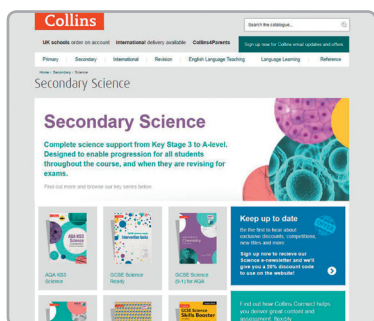 Collins
Search the catalogue...
UK schools order on account International delivery available Collins4Parents
Sign up now for Collins email updates and offers
Primary Secondary International Revision English Language Teaching Language Learning Reference
Home > Secondary > Science
Secondary Science
Secondary Science
Complete science support from Key Stage 3 to A-level.
Designed to enable progression for all students
throughout the course, and when they are revising for
exams.
Find out more and browse our key series below.
Keep up to date
Be the first to hear about
exclusive discounts, competitions,
new titles and more
Sign up now to recieve our
Science e-newsletter and we'll
give you a 20% discount code
to use on the website!
AQA KS3
Science
GCSE Science
Ready
GCSE Science
(9-1) for AQA
Find out how Collins Connect helps
you deliver great content and
assessment, flexibly
GCSE Science
Skills Booster